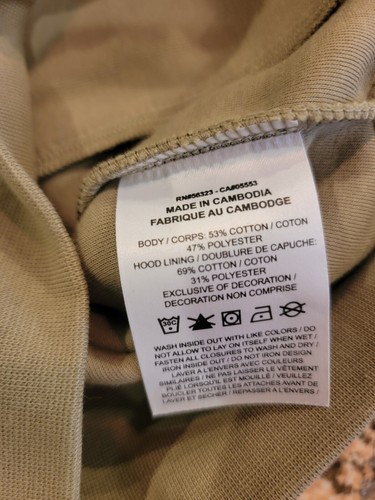 RN#56323 - CA#05553
MADE IN CAMBODIA
FABRIQUE AU CAMBODGE
BODY / CORPS: 53% COTTON / COTON
47% POLYESTER
HOOD LINING / DOUBLURE DE CAPUCHE:
69% COTTON / COTON
31% POLYESTER
EXCLUSIVE OF DECORATION /
DECORATION NON COMPRISE
30C
WASH INSIDE OUT WITH LIKE COLORS / DO
NOT ALLOW TO LAY ON ITSELF WHEN WET /
FASTEN ALL CLOSURES TO WASH AND DRY /
IRON INSIDE OUT / DO NOT IRON DESIGN
LAVER A L'ENVERS AVEC COULEURS
SIMILAIRES / NE PAS LAISSER LE VÊTEMENT
PLIÉ LORSQU'IL EST MOUILLÉ / VEUILLEZ
BOUCLER TOUTES LES ATTACHES AVANT DE
LAVER ET SECHER / REPASSER A L'ENVERS /